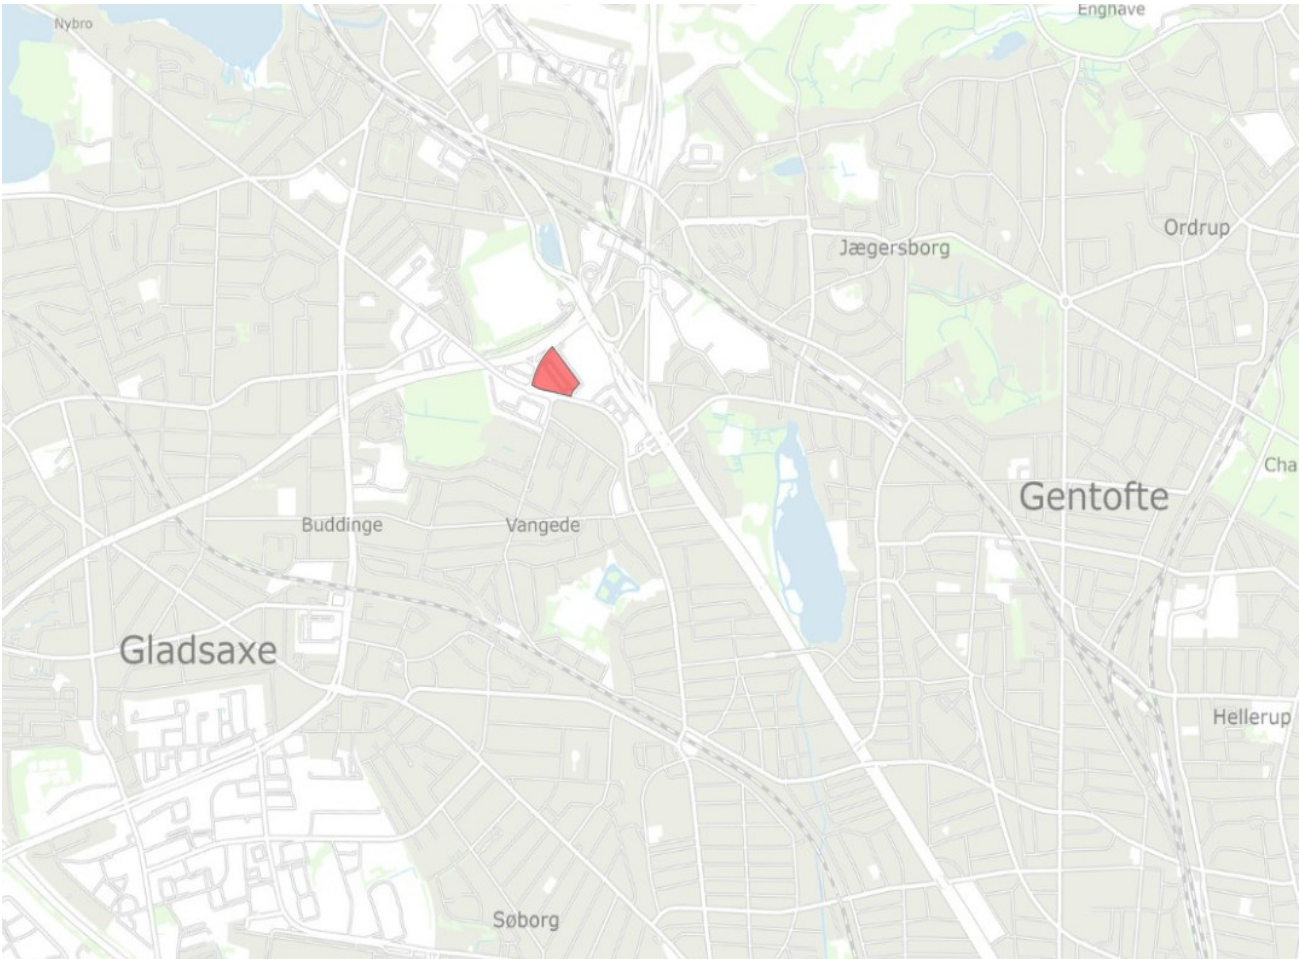 Enghave
Nybro
Ordrup
Jægersborg
Cha
Gentofte
Buddinge
Vangede
Gladsaxe
Hellerup
Søborg